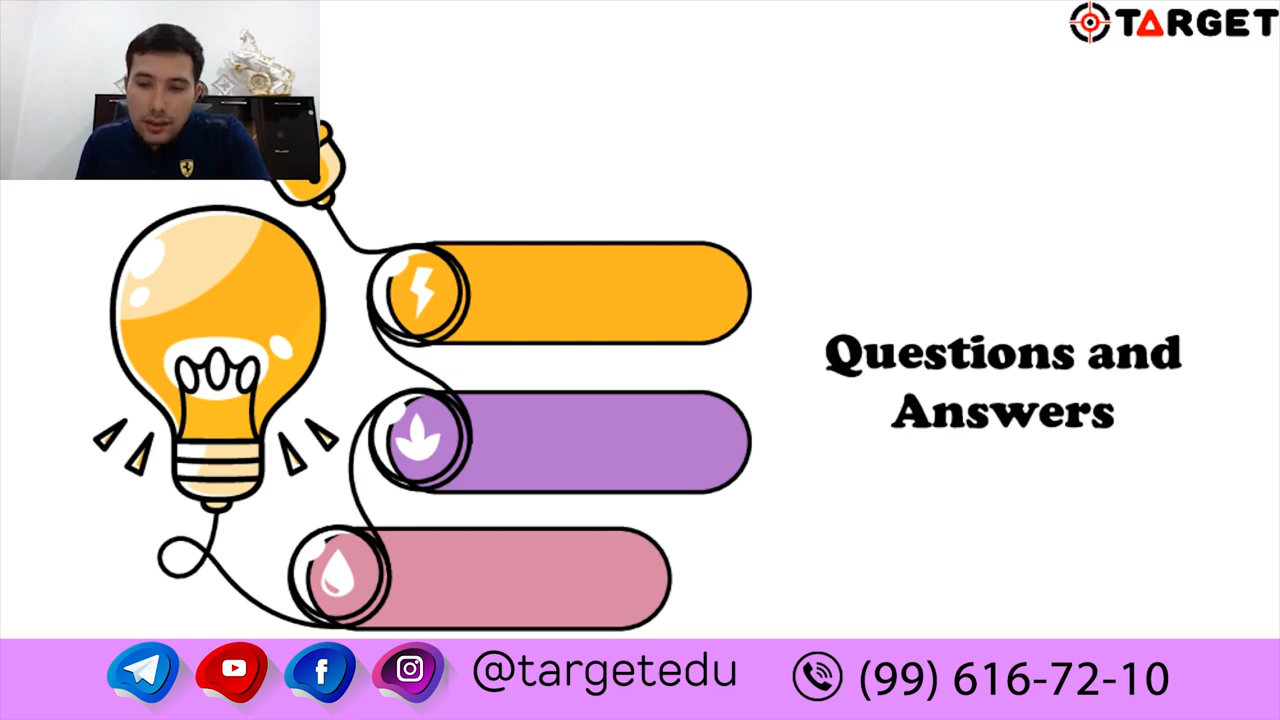 TARGET
Questions and
Answers
@targetedu
(99) 616-72-10